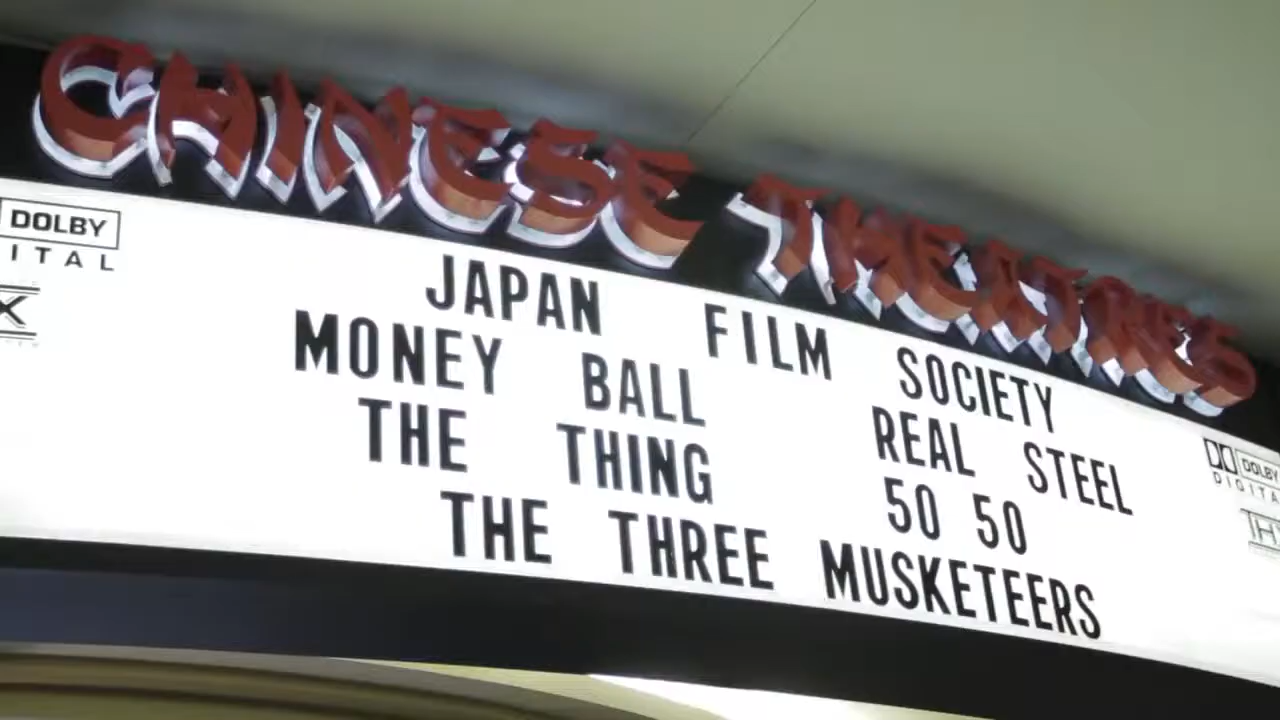 CHINESE THEATRES
DOLBY
ITAL
X
JAPAN FILM SOCIETY
MONEY BALL REAL STEEL
THE THING 50 50
THE THREE MUSKETEERS
DOLBY
DIGITA
TH